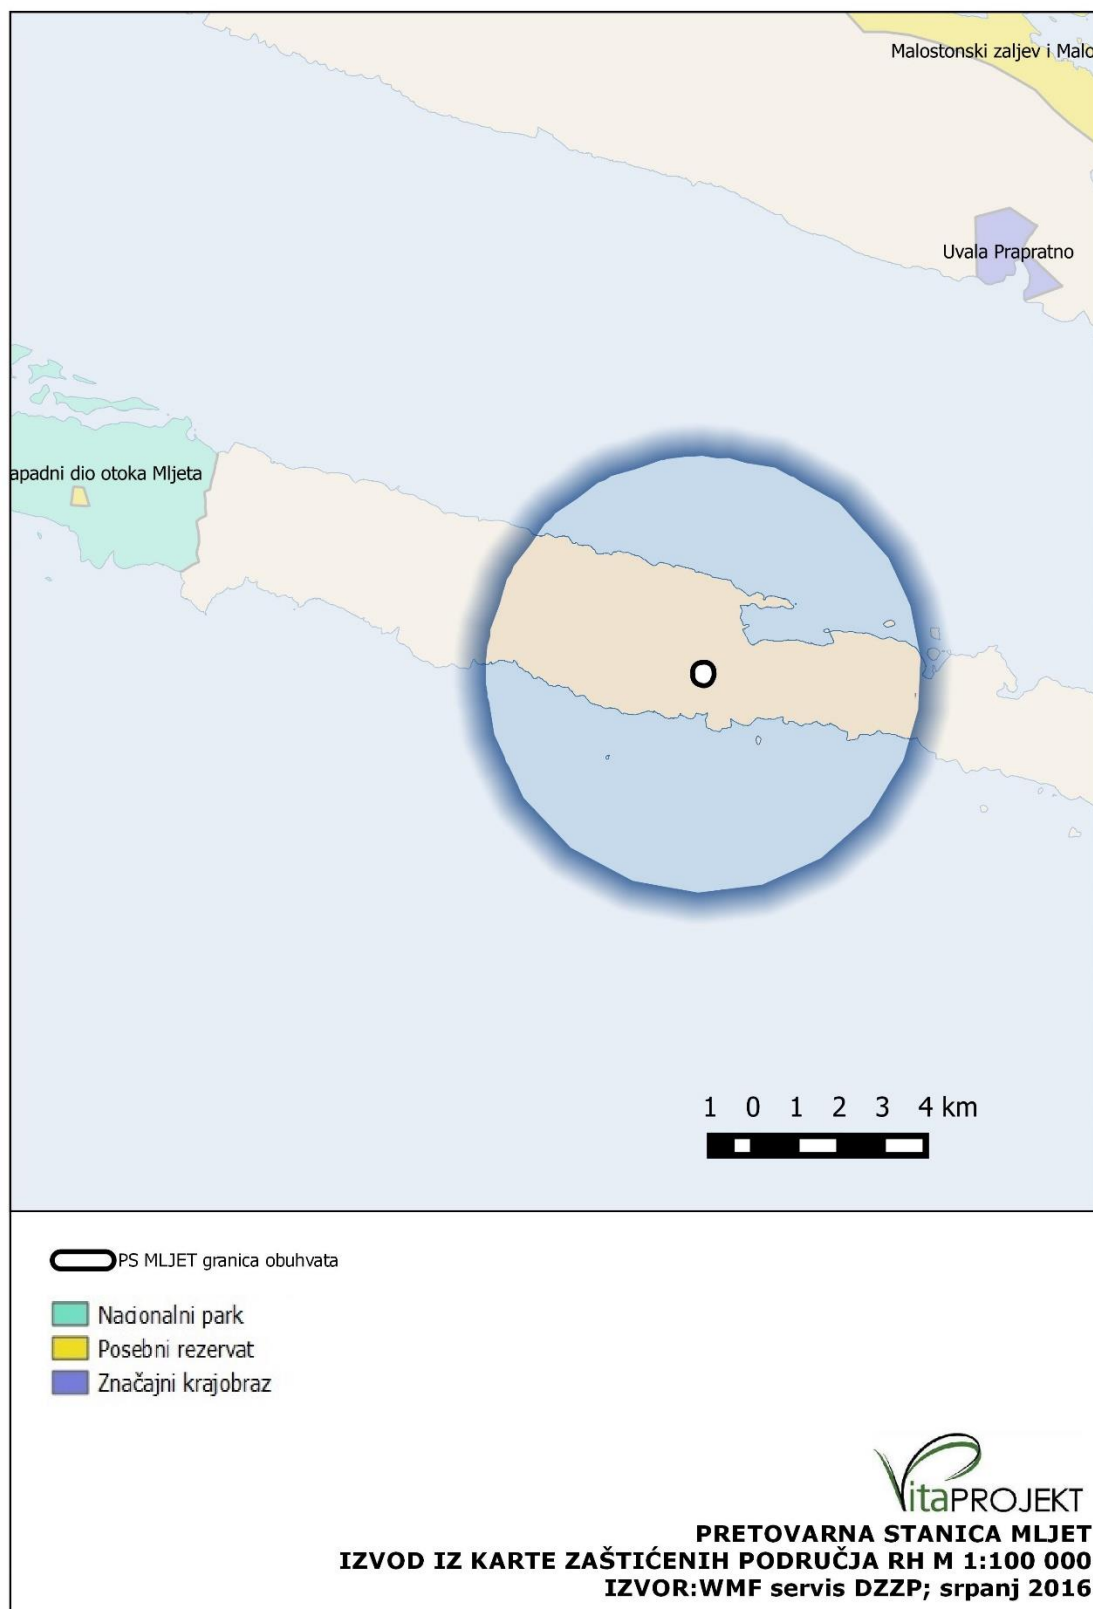 Malostonski zaljev i Malo
Uvala Prapratno
apadni dio otoka Mljeta
1 0 1 2 3 4 km
PS MLJET granica obuhvata
Nacionalni park
Posebni rezervat
Značajni krajobraz
VitaPROJEKT
PRETOVARNA STANICA MLJET
IZVOD IZ KARTE ZAŠTIĆENIH PODRUČJA RH M 1:100 000
IZVOR:WMF servis DZZP; srpanj 2016